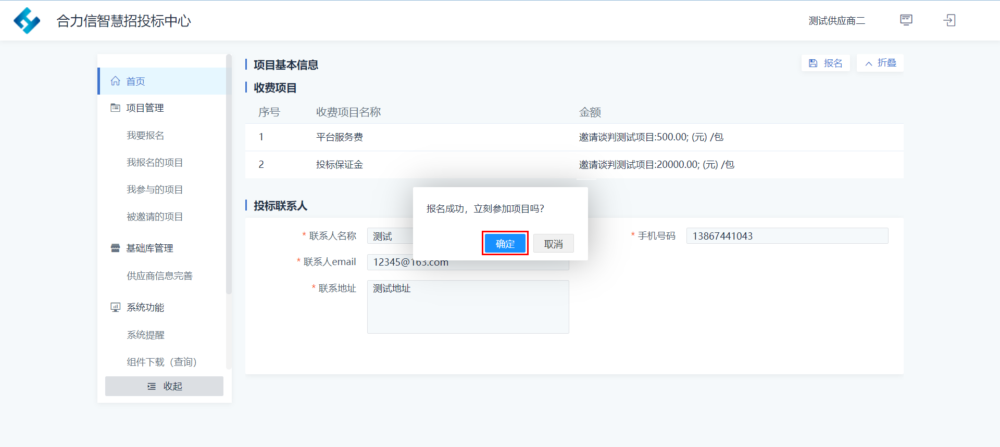 合力信智慧招投标中心
测试供应商二
首页
项目管理
我要报名
我报名的项目
我参与的项目
被邀请的项目
基础库管理
供应商信息完善
系统功能
系统提醒
组件下载（查询）
收起
项目基本信息
报名
折叠
收费项目
序号 收费项目名称 金额
1 平台服务费 邀请谈判测试项目:500.00; (元) /包
2 投标保证金 邀请谈判测试项目:20000.00; (元) /包
投标联系人
* 联系人名称 测试
* 手机号码 13867441043
* 联系人email 12345@163.com
* 联系地址 测试地址
报名成功，立刻参加项目吗？
确定 取消